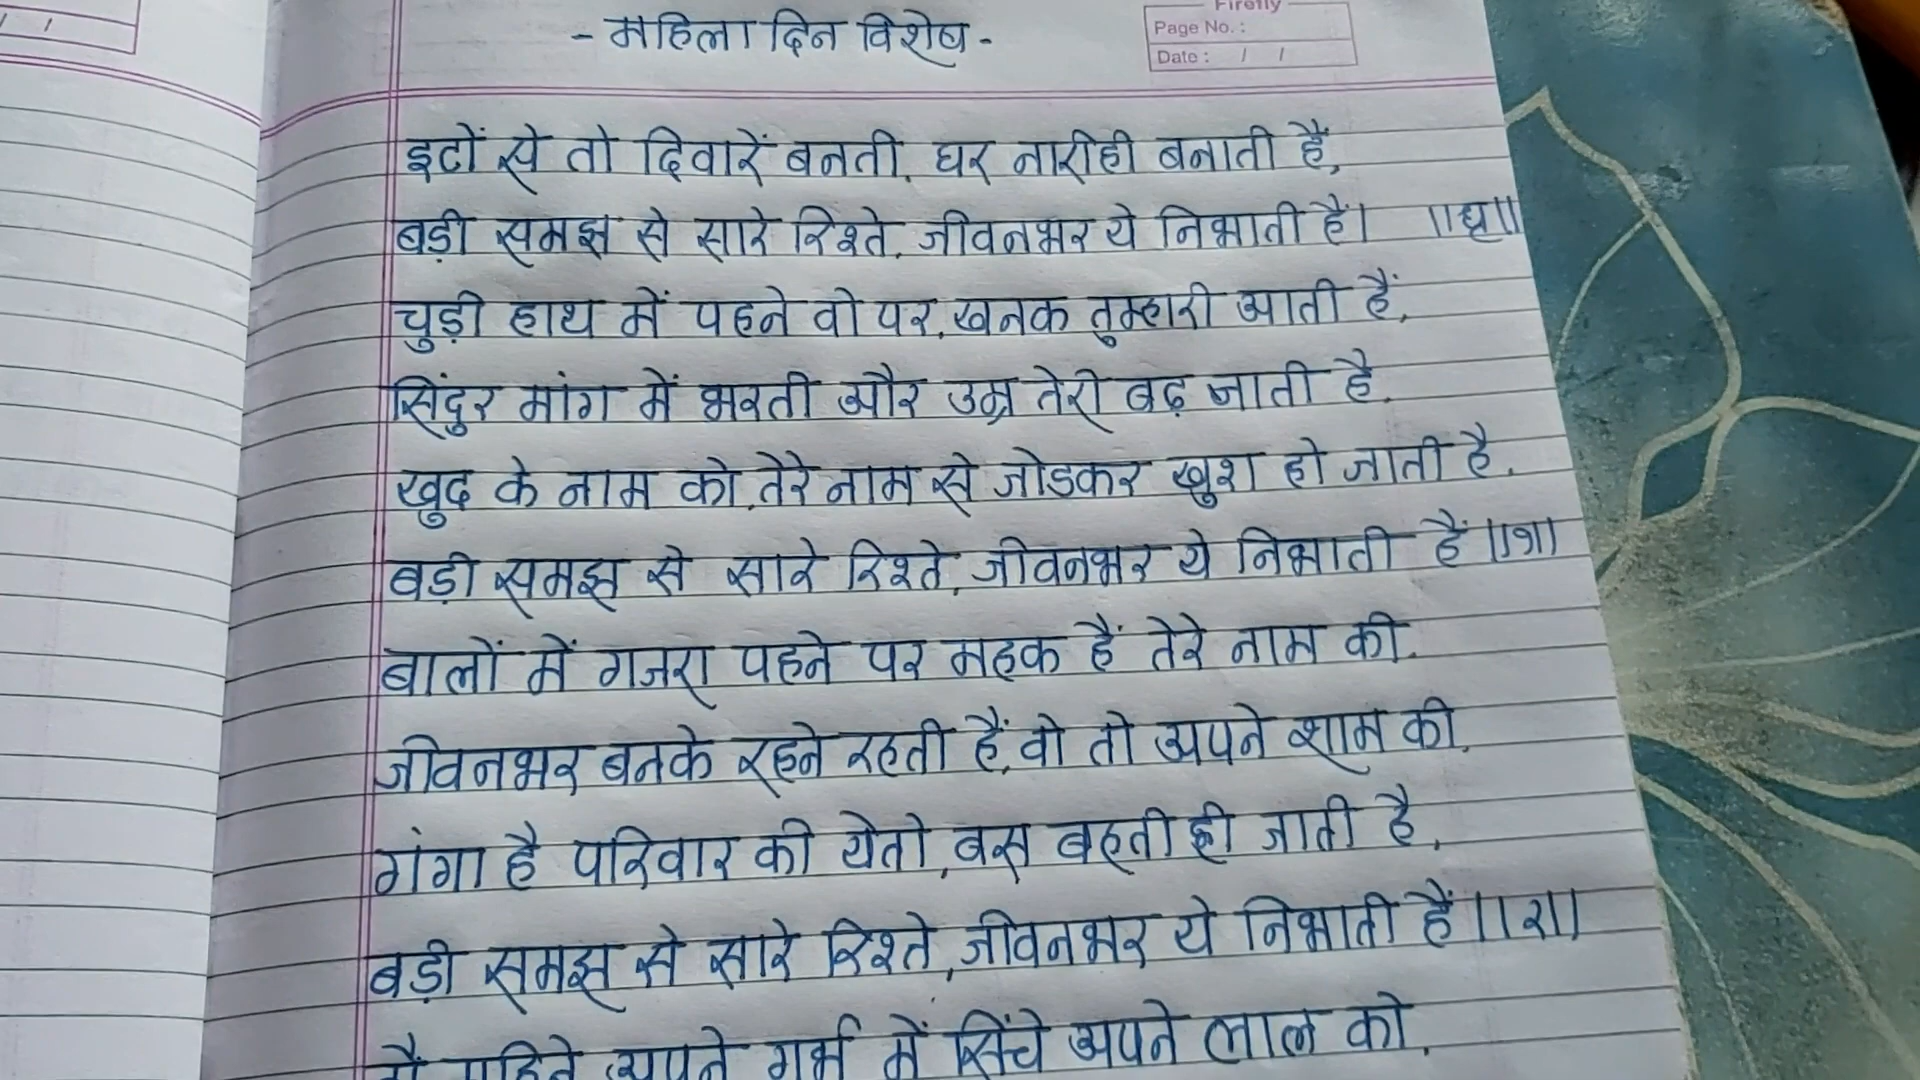 Firefly
- महिला दिन विशेष -
Page No. :
Date : / /
इटों से तो दिवारें बनती. घर नारीही बनाती हैं,
बड़ी समझ से सारे रिश्ते. जीवनभर ये निभाती हैं। ॥धृ॥
चुड़ी हाथ में पहने वो पर, खनक तुम्हारी आती हैं,
सिंदुर मांग में भरती और उम्र तेरी बढ़ जाती है.
खुद के नाम को, तेरे नाम से जोडकर खुश हो जाती है.
बड़ी समझ से सारे रिश्ते, जीवनभर ये निभाती हैं ॥१॥
बालों में गजरा पहने पर महक हैं तेरे नाम की.
जीवनभर बनके रहने रहती हैं, वो तो अपने शाम की.
गंगा है परिवार की येतो, बस बहती ही जाती है,
बड़ी समझ से सारे रिश्ते, जीवनभर ये निभाती हैं ॥२॥
अपने गर्भ में सिंचे अपने लाल को.